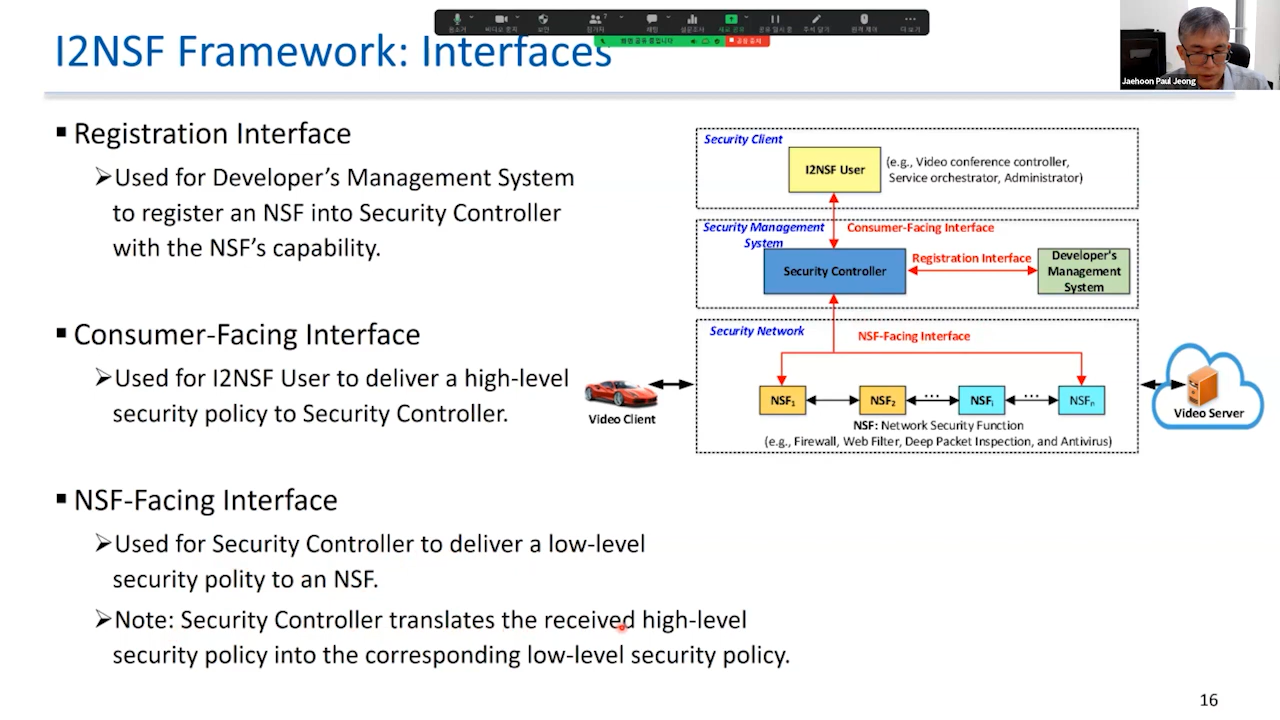 I2NSF Framework: Interfaces
Jaehoon Paul Jeong
▪ Registration Interface
➢Used for Developer's Management System
to register an NSF into Security Controller
with the NSF's capability.
▪ Consumer-Facing Interface
➢Used for I2NSF User to deliver a high-level
security policy to Security Controller.
▪ NSF-Facing Interface
➢Used for Security Controller to deliver a low-level
security polity to an NSF.
➢Note: Security Controller translates the received high-level
security policy into the corresponding low-level security policy.
Security Client
I2NSF User
(e.g., Video conference controller,
Service orchestrator, Administrator)
Security Management
System
Consumer-Facing Interface
Security Controller
Registration Interface
Developer's
Management
System
Security Network
NSF-Facing Interface
NSF1
NSF2
...
NSFi
...
NSFn
NSF: Network Security Function
(e.g., Firewall, Web Filter, Deep Packet Inspection, and Antivirus)
Video Client
Video Server
16